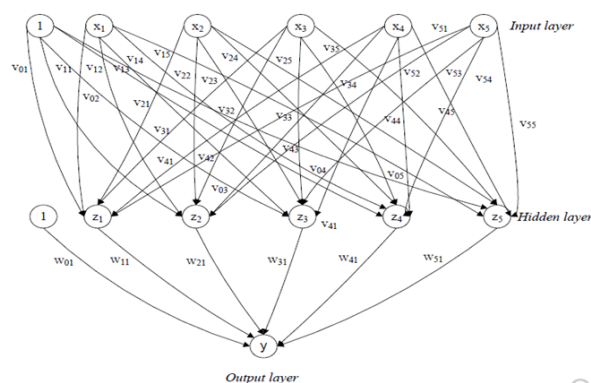 1 x1 x2 x3 x4 x5 Input layer
v51
v01 v11 v12 v13 v14 v15 v24 v25 v35
v22 v23 v34 v52 v53 v54
v02 v21 v32 v33 v44 v45 v55
v31
v41 v42 v43
v03 v04 v05
1 z1 z2 z3 z4 z5 Hidden layer
v41
w01 w11 w21 w31 w41 w51
y
Output layer